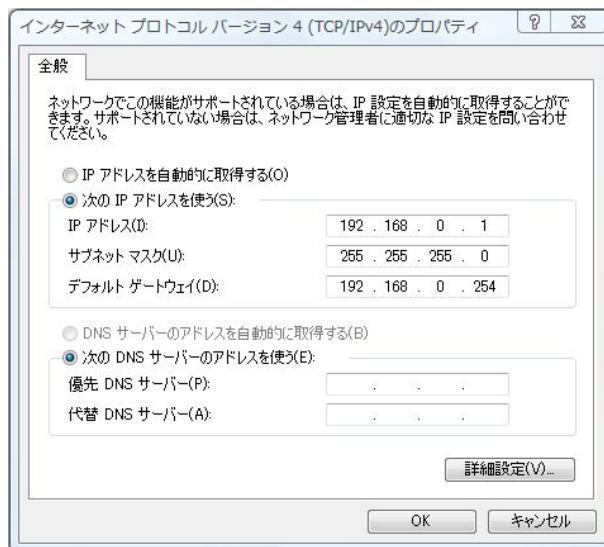 インターネット プロトコル バージョン 4 (TCP/IPv4)のプロパティ
全般
ネットワークでこの機能がサポートされている場合は、IP 設定を自動的に取得することがで
きます。サポートされていない場合は、ネットワーク管理者に適切な IP 設定を問い合わせ
てください。
IP アドレスを自動的に取得する(O)
次の IP アドレスを使う(S):
IP アドレス(I): 192 . 168 . 0 . 1
サブネット マスク(U): 255 . 255 . 255 . 0
デフォルト ゲートウェイ(D): 192 . 168 . 0 . 254
DNS サーバーのアドレスを自動的に取得する(B)
次の DNS サーバーのアドレスを使う(E):
優先 DNS サーバー(P): . . .
代替 DNS サーバー(A): . . .
詳細設定(V)...
OK キャンセル